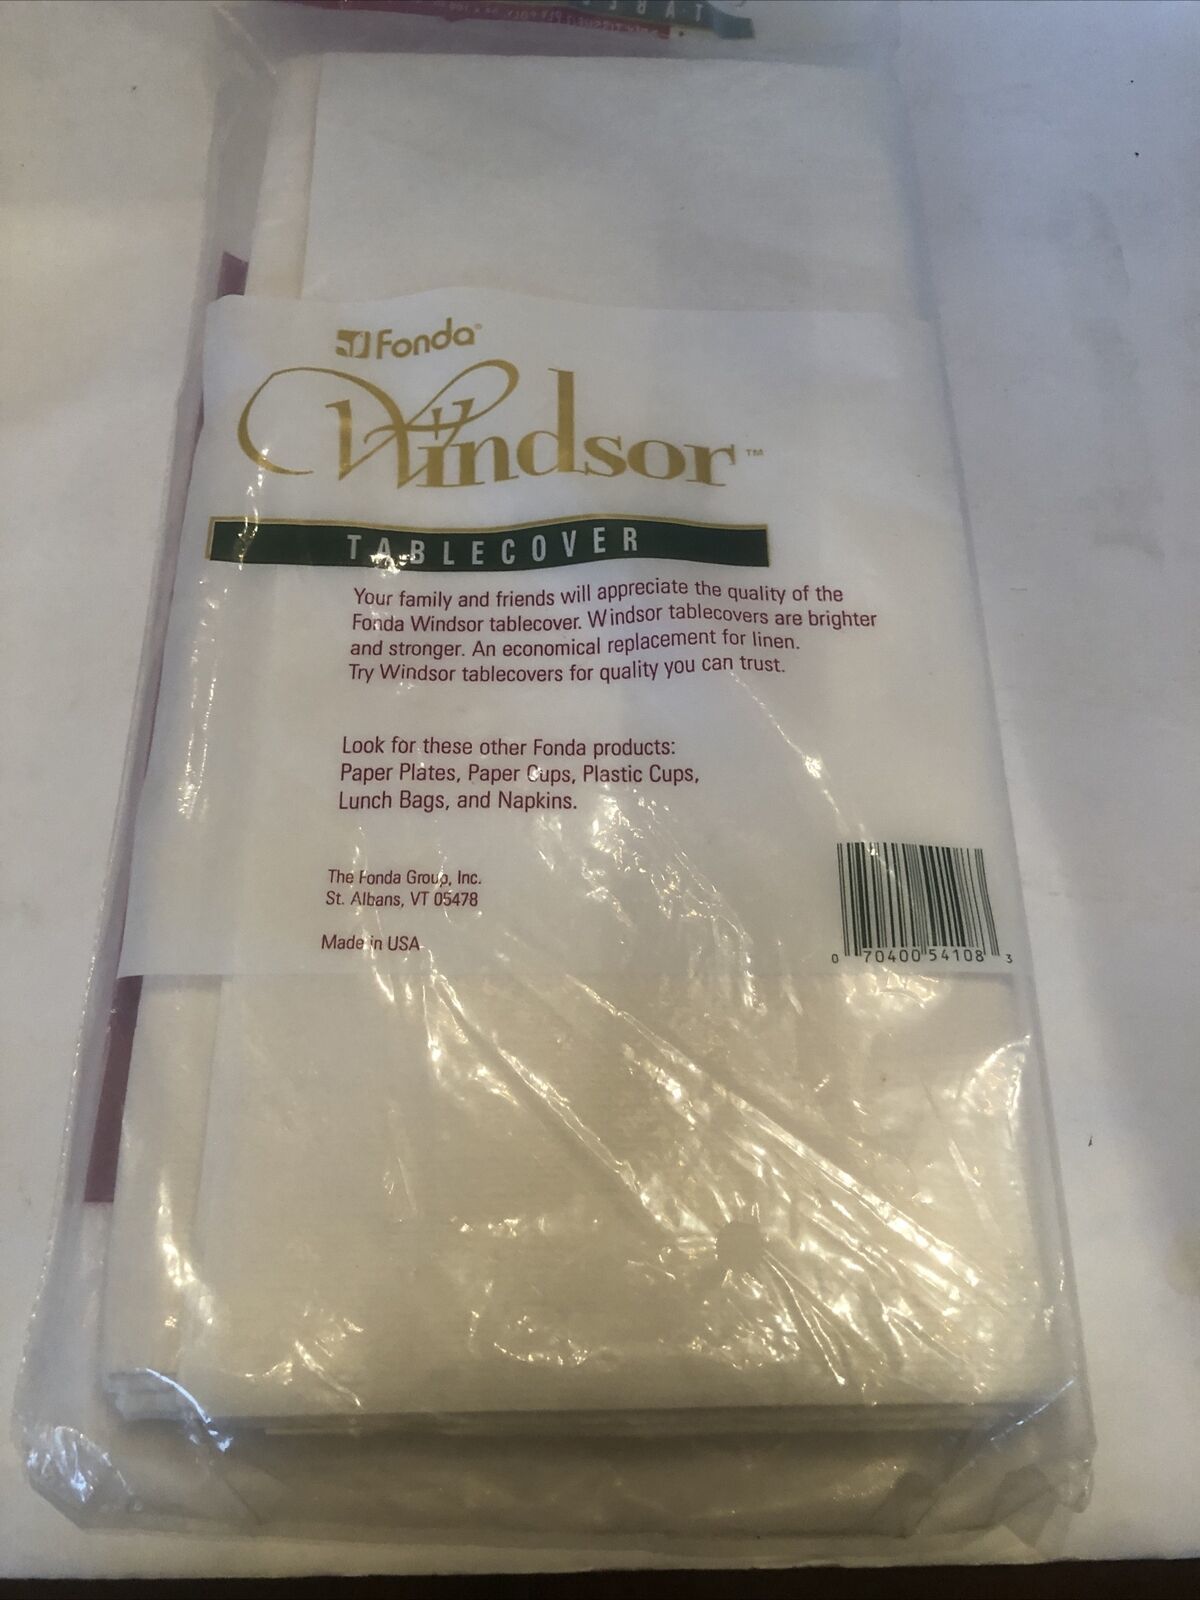 TAB
Fonda®
Windsor™
TABLECOVER
Your family and friends will appreciate the quality of the
Fonda Windsor tablecover. Windsor tablecovers are brighter
and stronger. An economical replacement for linen.
Try Windsor tablecovers for quality you can trust.
Look for these other Fonda products:
Paper Plates, Paper Cups, Plastic Cups,
Lunch Bags, and Napkins.
The Fonda Group, Inc.
St. Albans, VT 05478
Made in USA
0 70400 54108 3